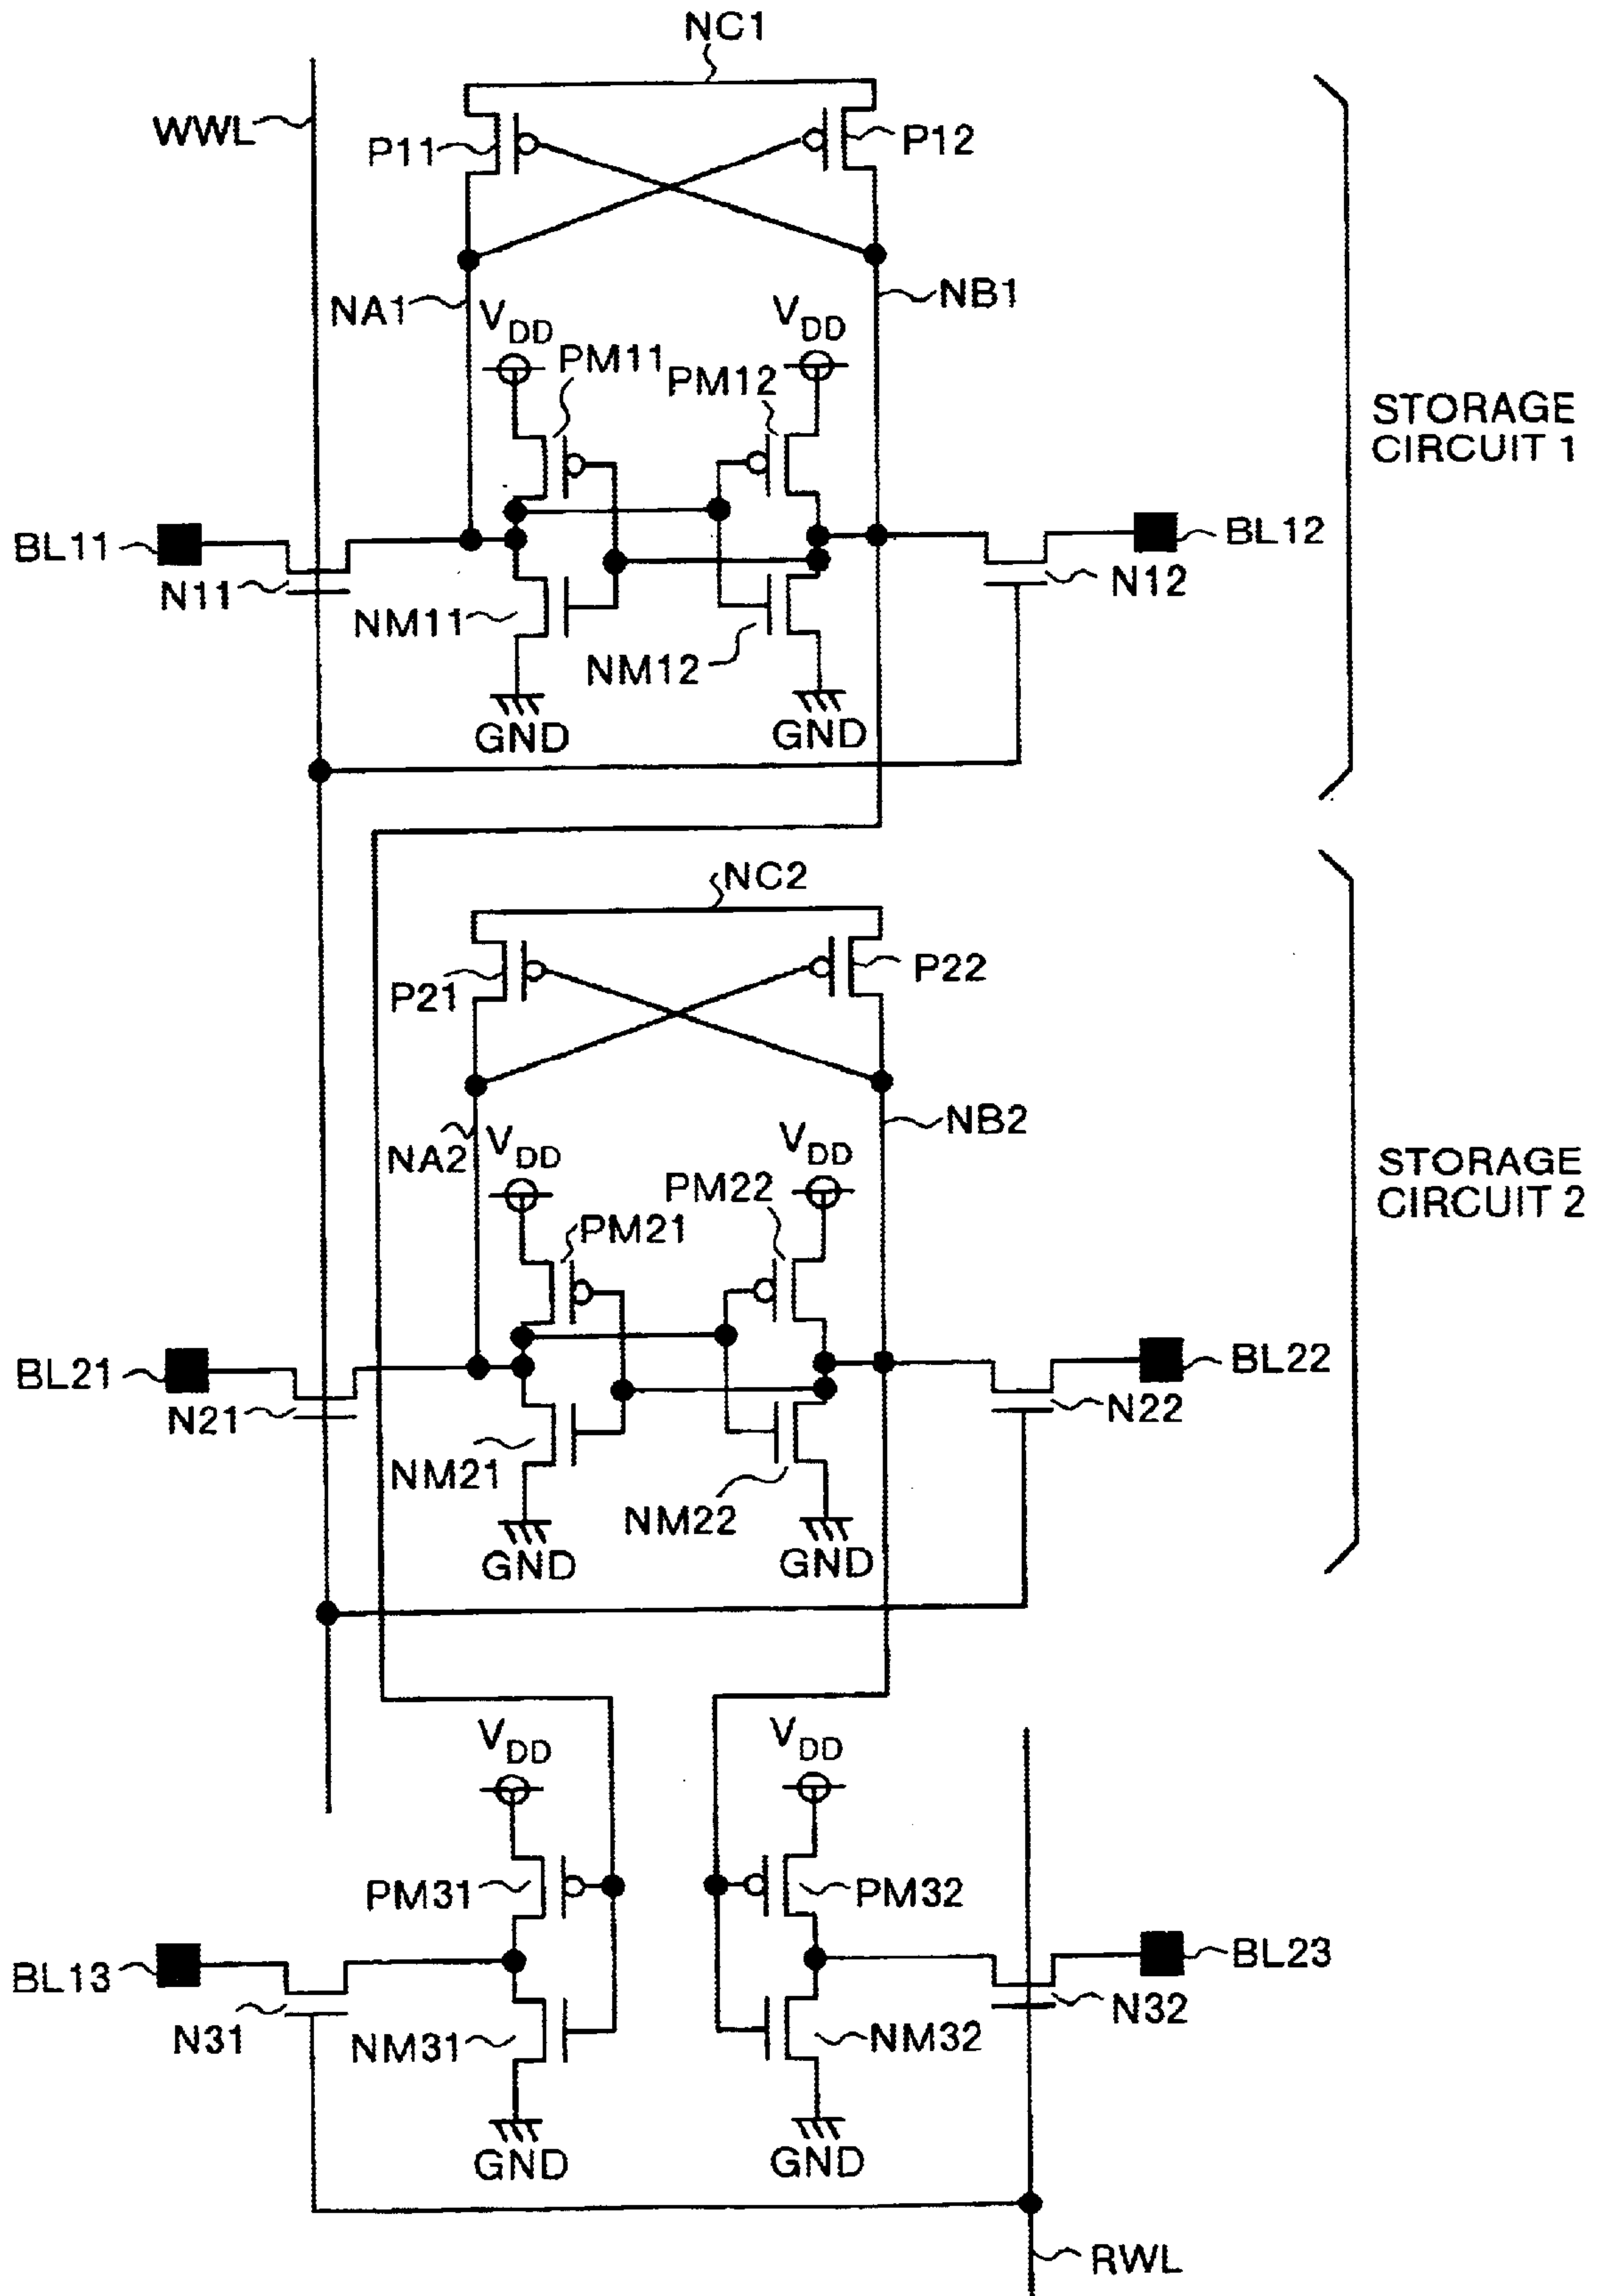 NC1
WWL
P11
P12
NA1
NB1
VDD
VDD
PM11
PM12
STORAGE
CIRCUIT 1
BL11
BL12
N11
N12
NM11
NM12
GND
GND
NC2
P21
P22
NA2
NB2
VDD
VDD
PM21
PM22
STORAGE
CIRCUIT 2
BL21
BL22
N21
N22
NM21
NM22
GND
GND
VDD
VDD
PM31
PM32
BL13
BL23
N31
N32
NM31
NM32
GND
GND
RWL